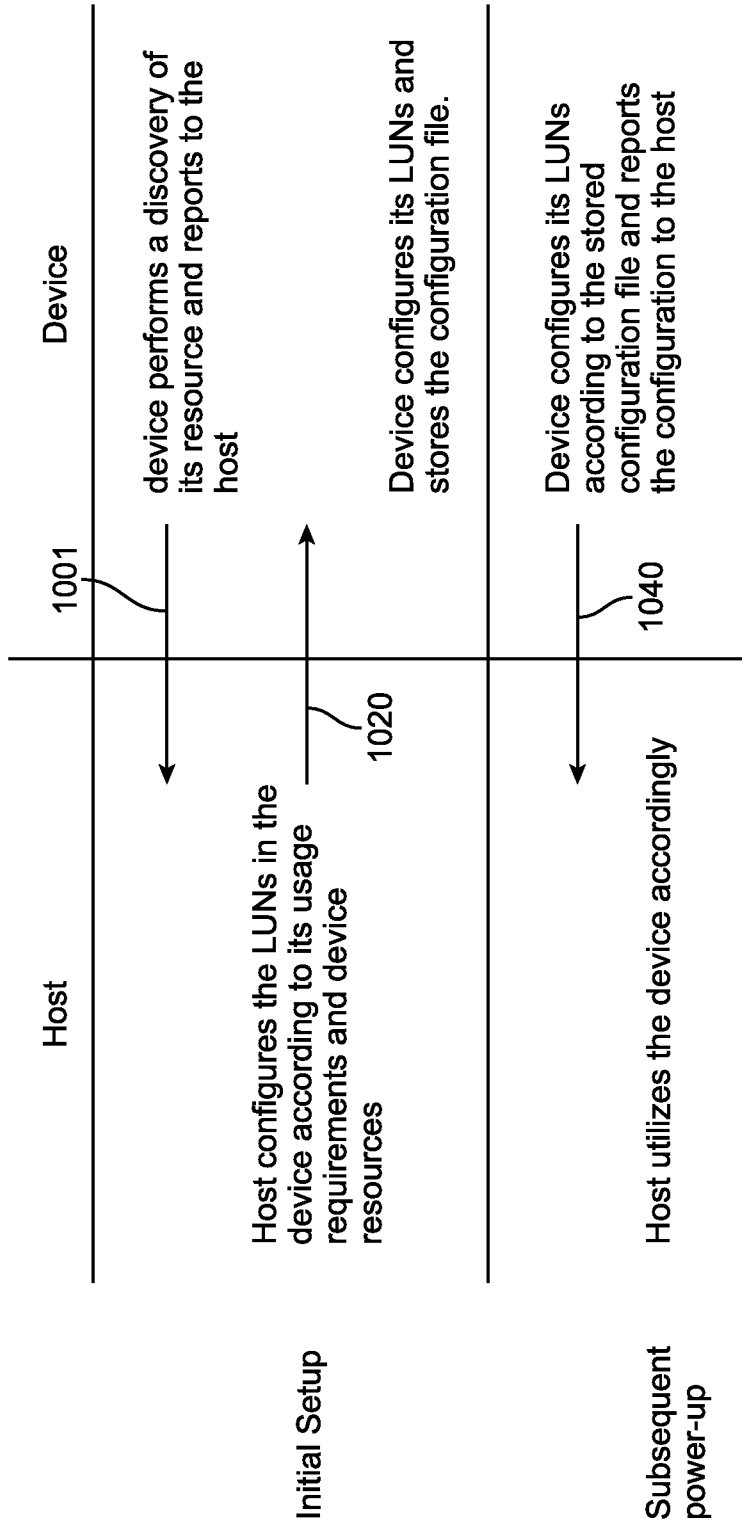 Host
Device
Initial Setup
1001
device performs a discovery of
its resource and reports to the
host
Host configures the LUNs in the
device according to its usage
requirements and device
resources
1020
Device configures its LUNs and
stores the configuration file.
Subsequent
power-up
Host utilizes the device accordingly
1040
Device configures its LUNs
according to the stored
configuration file and reports
the configuration to the host